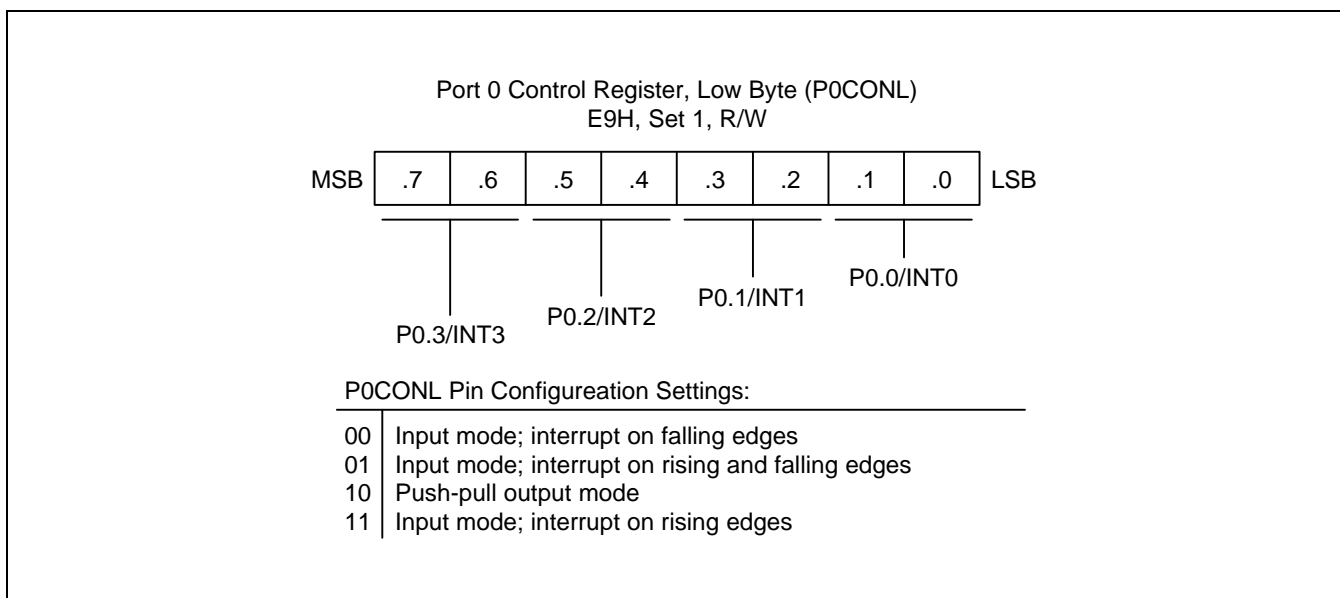 Port 0 Control Register, Low Byte (P0CONL)
E9H, Set 1, R/W
MSB .7 .6 .5 .4 .3 .2 .1 .0 LSB
P0.3/INT3
P0.2/INT2
P0.1/INT1
P0.0/INT0
P0CONL Pin Configureation Settings:
00 Input mode; interrupt on falling edges
01 Input mode; interrupt on rising and falling edges
10 Push-pull output mode
11 Input mode; interrupt on rising edges